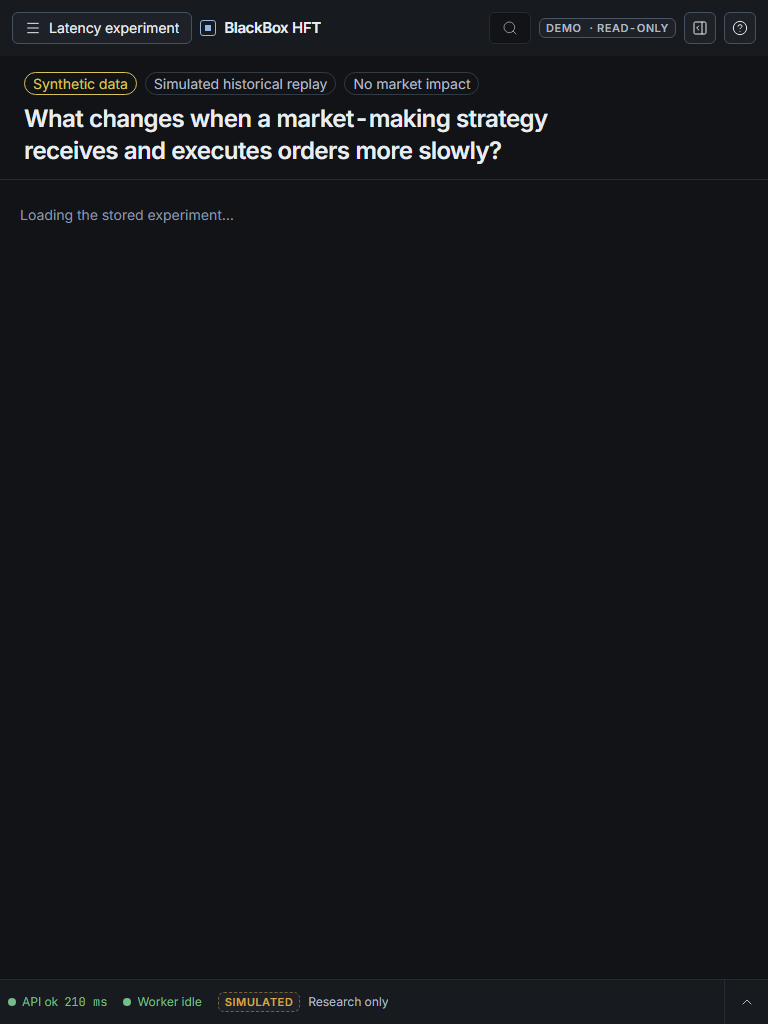 Latency experiment BlackBox HFT DEMO · READ-ONLY
Synthetic data Simulated historical replay No market impact
What changes when a market-making strategy
receives and executes orders more slowly?
Loading the stored experiment...
API ok 210 ms Worker idle SIMULATED Research only